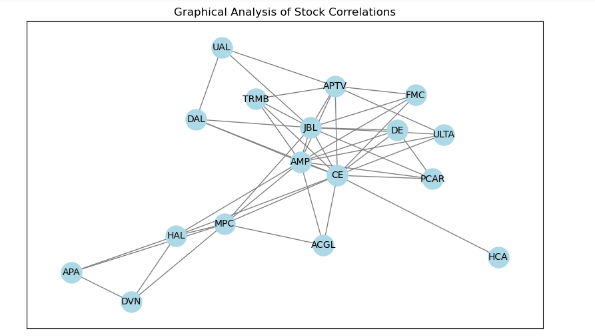 Graphical Analysis of Stock Correlations
UAL
APTV
FMC
TRMB
DAL
JBL
DE
ULTA
AMP
CE
PCAR
MPC
HAL
ACGL
HCA
APA
DVN